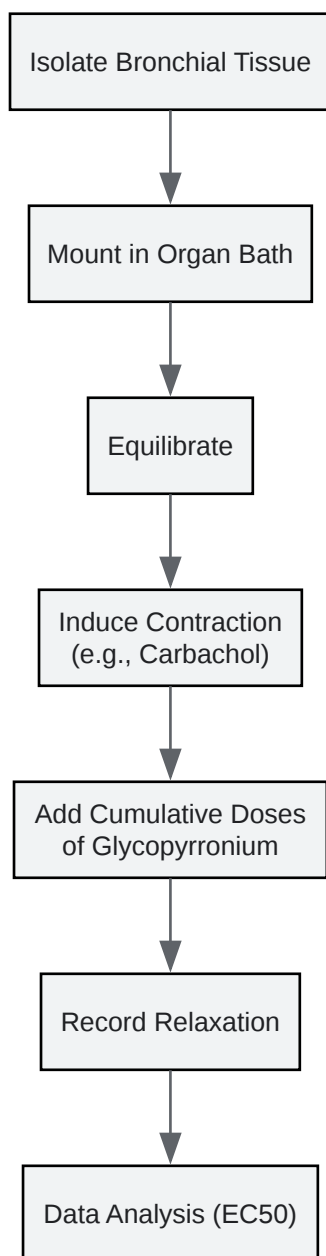 Isolate Bronchial Tissue
Mount in Organ Bath
Equilibrate
Induce Contraction
(e.g., Carbachol)
Add Cumulative Doses
of Glycopyrronium
Record Relaxation
Data Analysis (EC50)